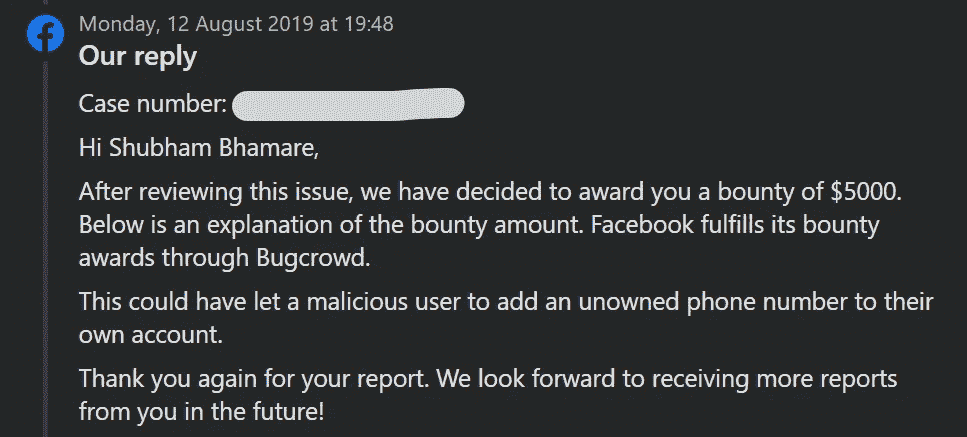 Monday, 12 August 2019 at 19:48
Our reply
Case number:
Hi Shubham Bhamare,
After reviewing this issue, we have decided to award you a bounty of $5000.
Below is an explanation of the bounty amount. Facebook fulfills its bounty
awards through Bugcrowd.
This could have let a malicious user to add an unowned phone number to their
own account.
Thank you again for your report. We look forward to receiving more reports
from you in the future!